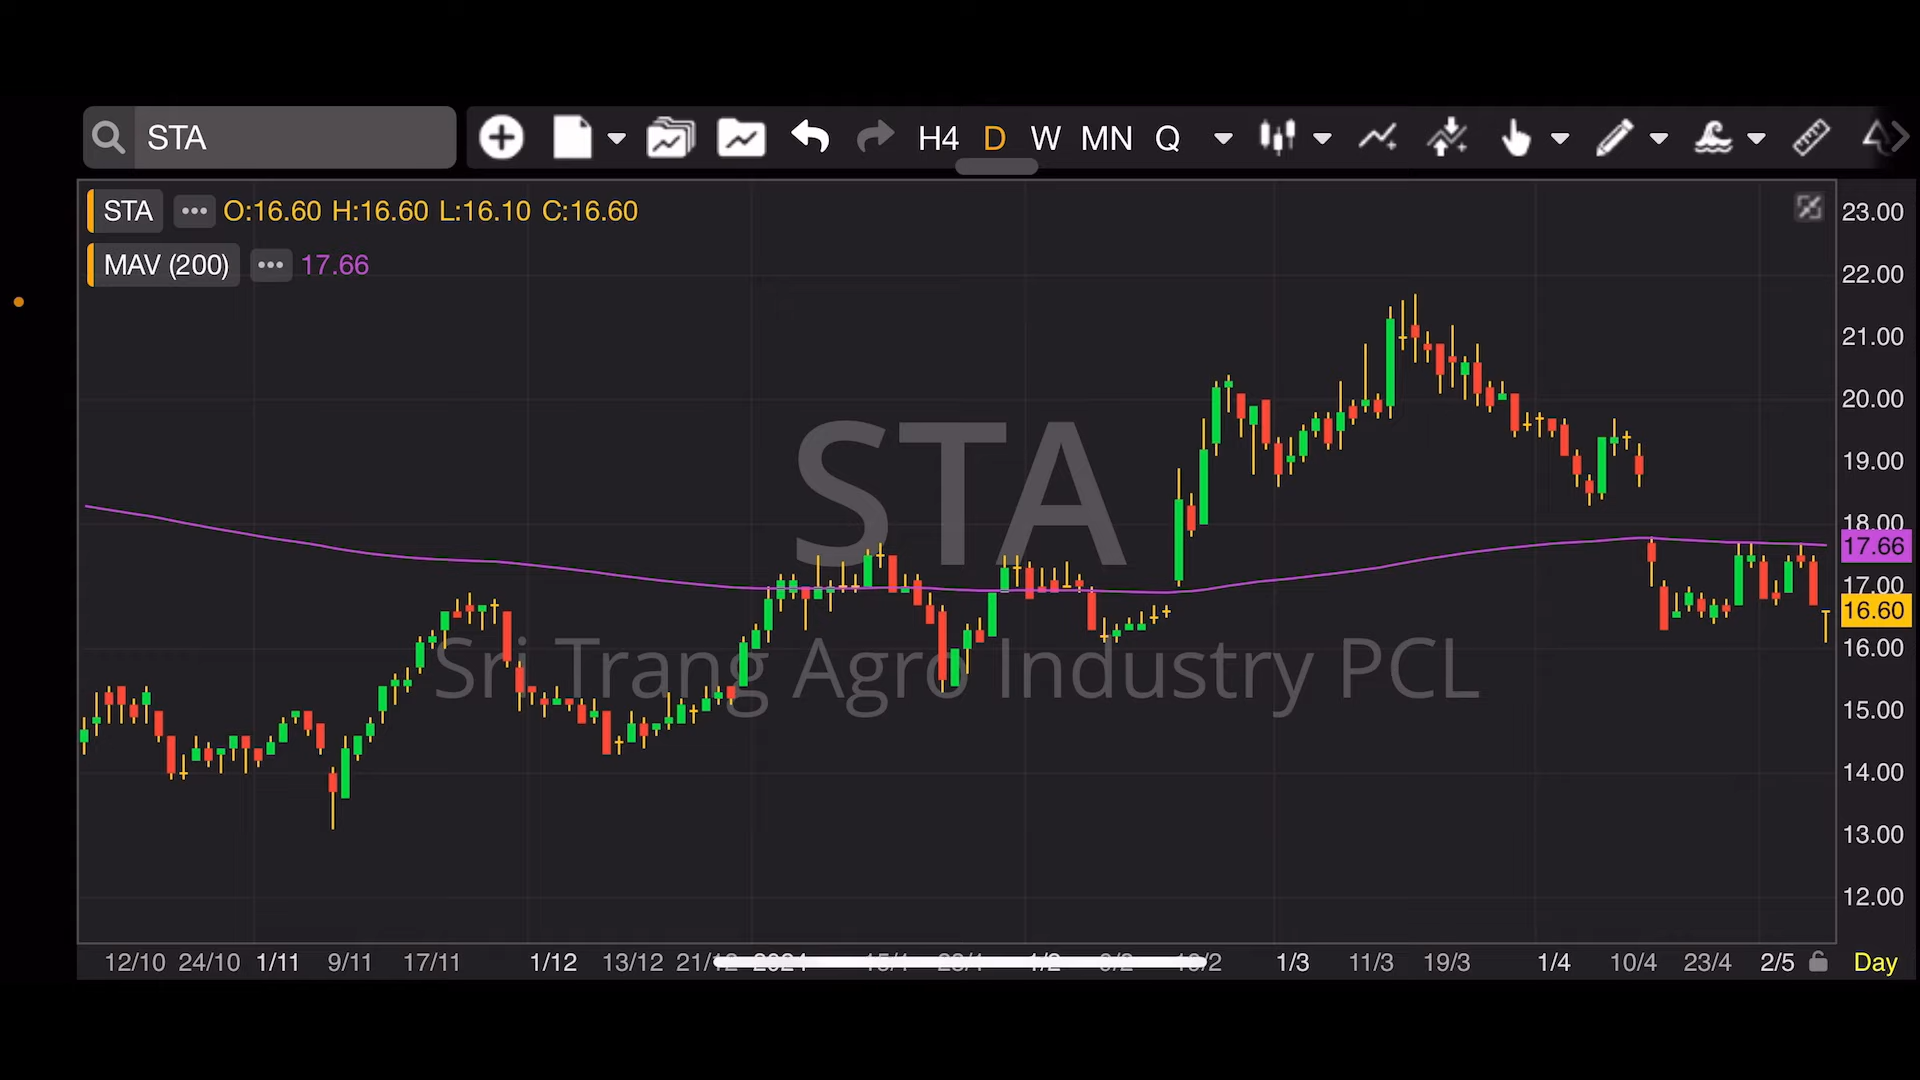 STA
H4 D W MN Q
STA ••• O:16.60 H:16.60 L:16.10 C:16.60
MAV (200) ••• 17.66
STA
Sri Trang Agro Industry PCL
23.00
22.00
21.00
20.00
19.00
18.00
17.66
17.00
16.60
16.00
15.00
14.00
13.00
12.00
12/10 24/10 1/11 9/11 17/11 1/12 13/12 1/3 11/3 19/3 1/4 10/4 23/4 2/5 Day